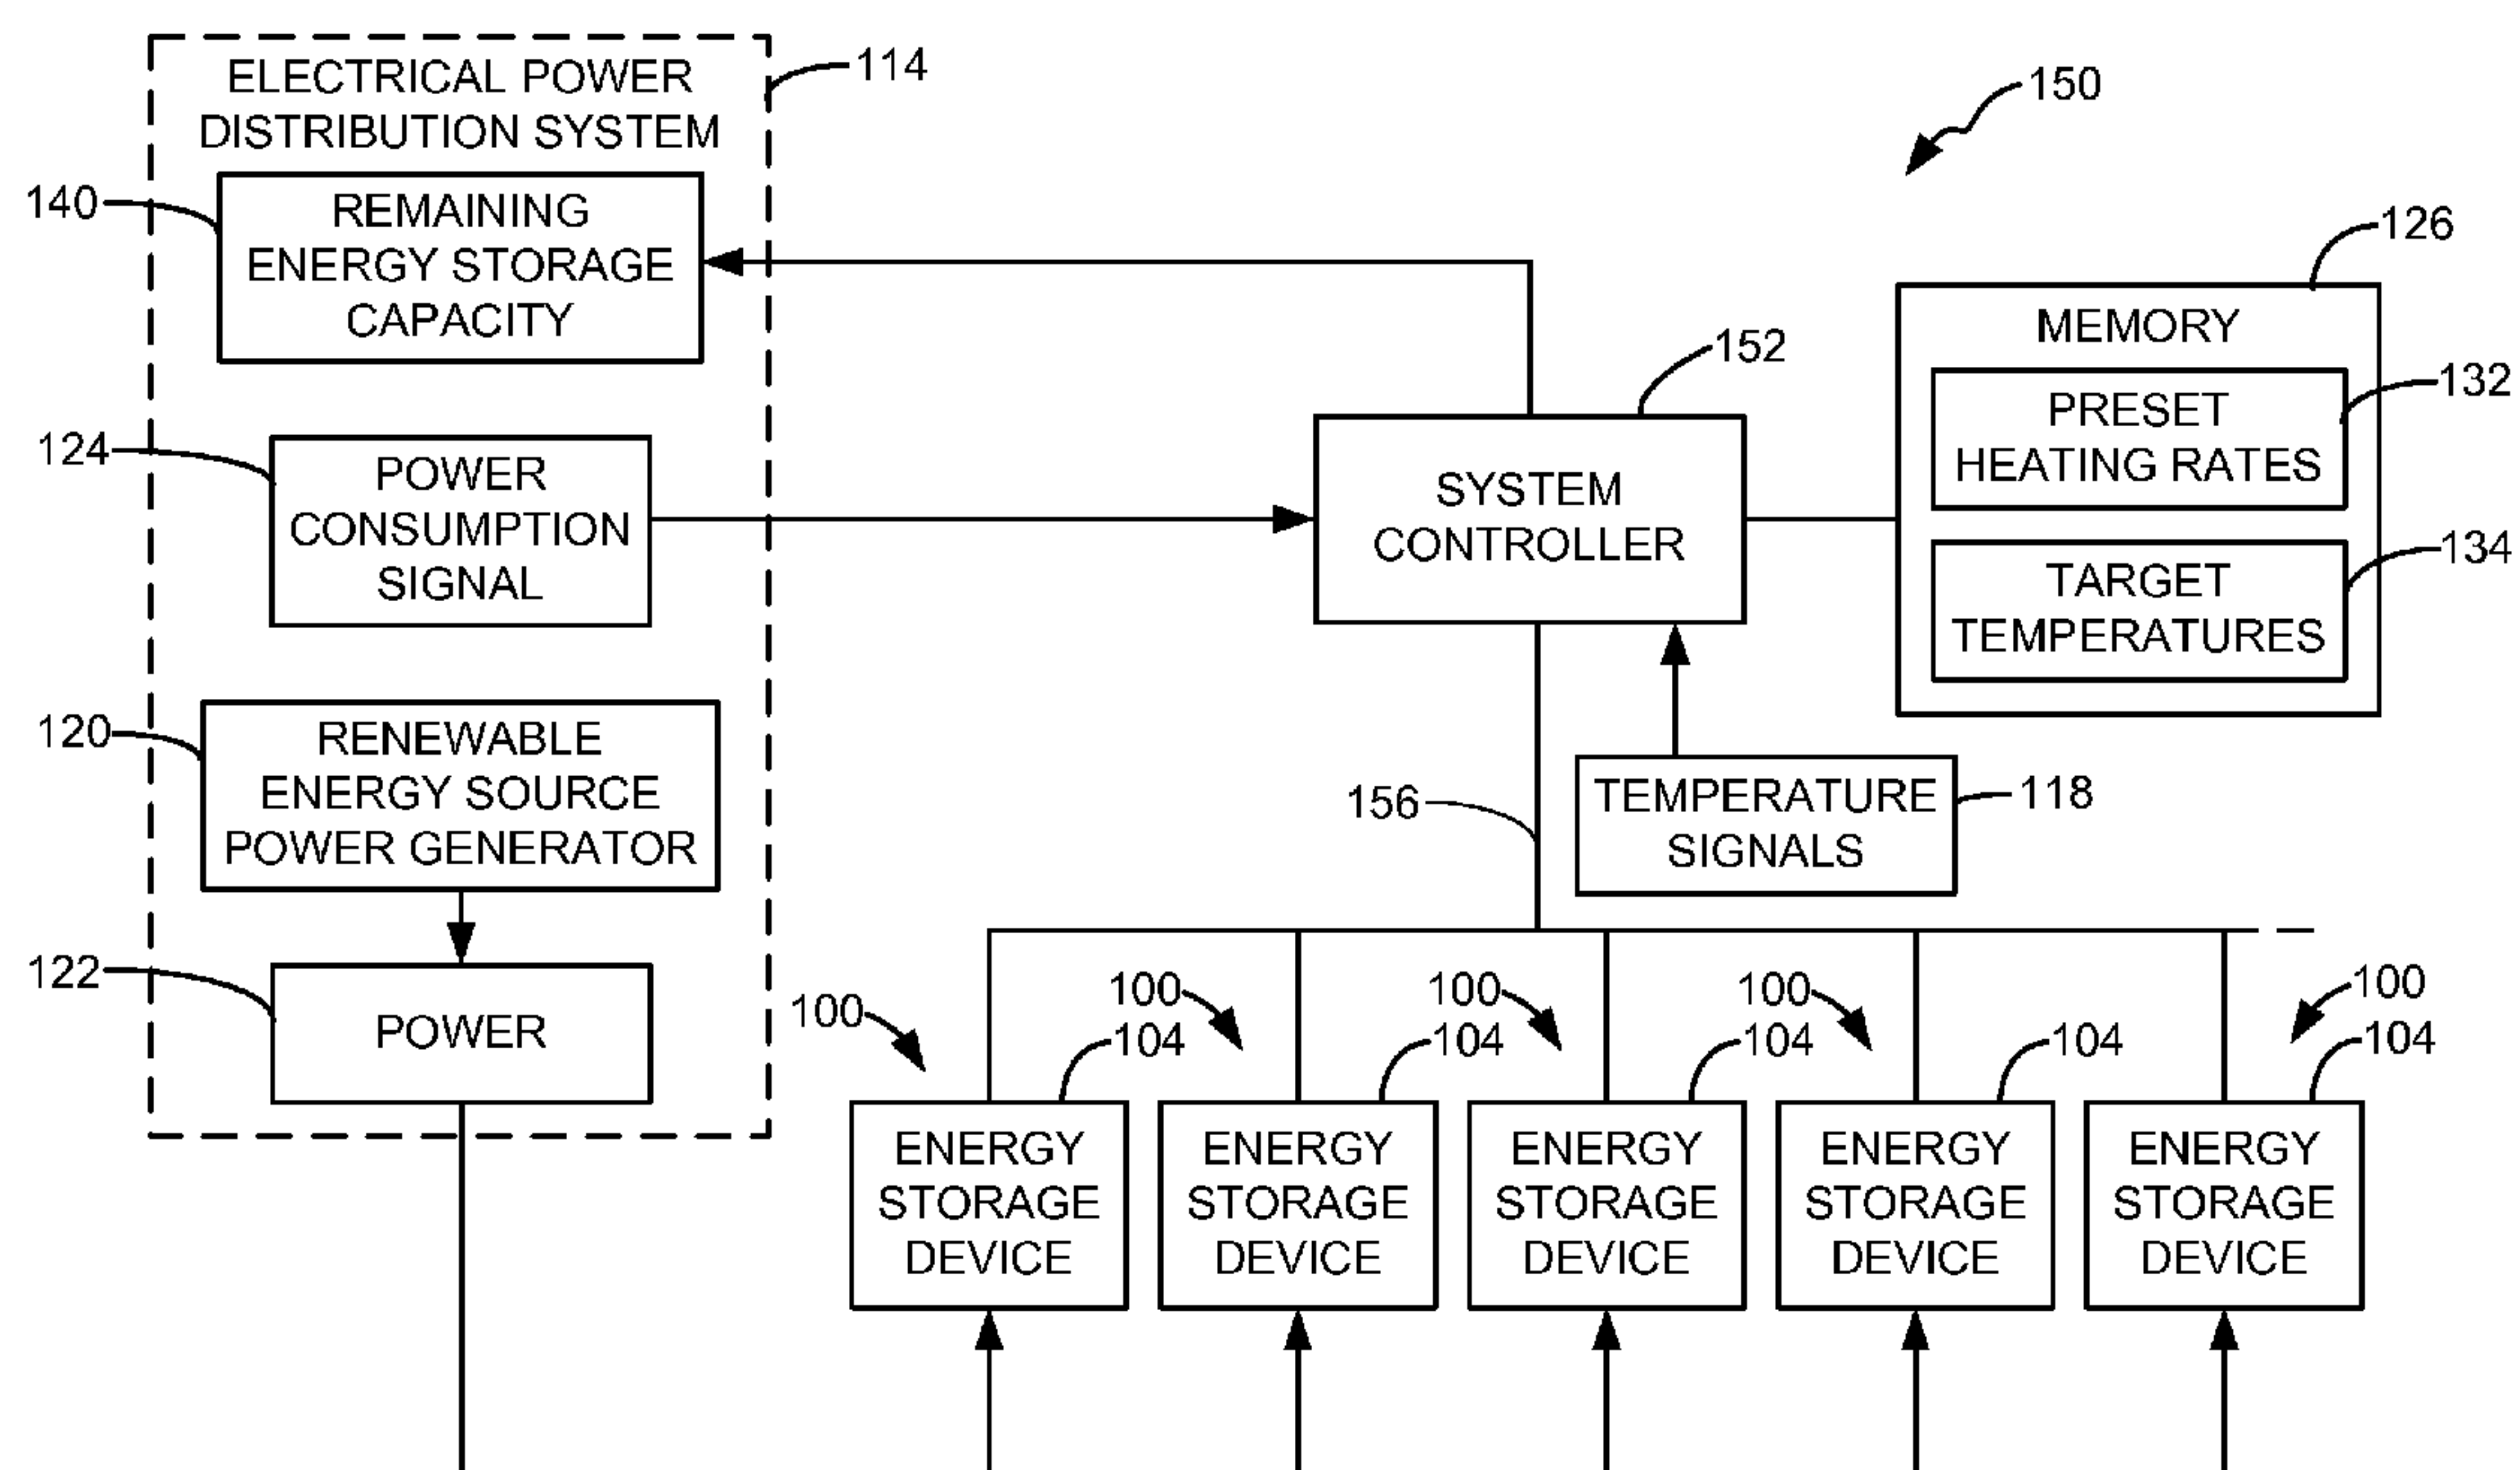 ELECTRICAL POWER
DISTRIBUTION SYSTEM
114
150
140
REMAINING
ENERGY STORAGE
CAPACITY
126
MEMORY
152
132
PRESET
HEATING RATES
124
POWER
CONSUMPTION
SIGNAL
SYSTEM
CONTROLLER
134
TARGET
TEMPERATURES
120
RENEWABLE
ENERGY SOURCE
POWER GENERATOR
156
TEMPERATURE
SIGNALS
118
122
POWER
100
100
100
100
100
104
104
104
104
104
ENERGY
STORAGE
DEVICE
ENERGY
STORAGE
DEVICE
ENERGY
STORAGE
DEVICE
ENERGY
STORAGE
DEVICE
ENERGY
STORAGE
DEVICE